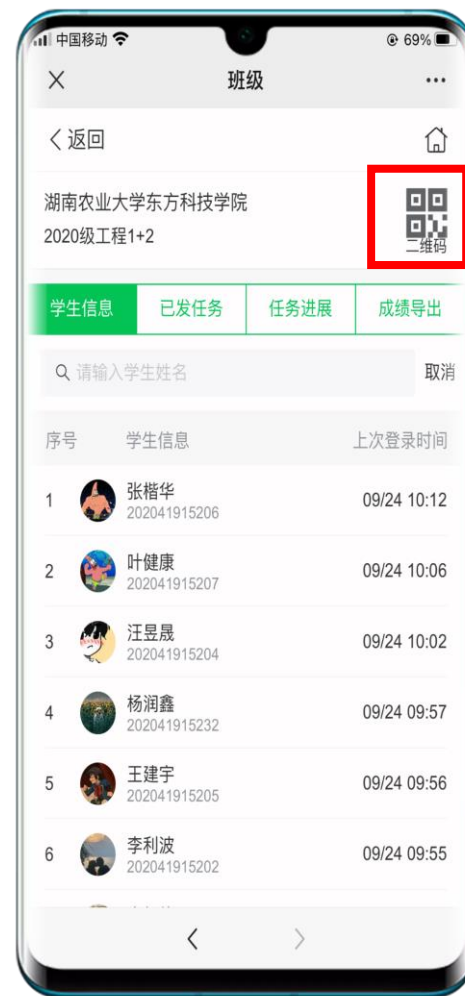 中国移动 69%
班级
返回
湖南农业大学东方科技学院
2020级工程1+2
二维码
学生信息 已发任务 任务进展 成绩导出
请输入学生姓名 取消
序号 学生信息 上次登录时间
1 张楷华 09/24 10:12
202041915206
2 叶健康 09/24 10:06
202041915207
3 汪昱晟 09/24 10:02
202041915204
4 杨润鑫 09/24 09:57
202041915232
5 王建宇 09/24 09:56
202041915205
6 李利波 09/24 09:55
202041915202